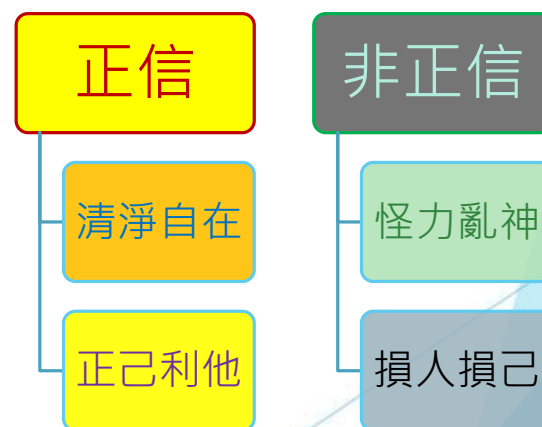 正信
清淨自在
正己利他
非正信
怪力亂神
損人損己